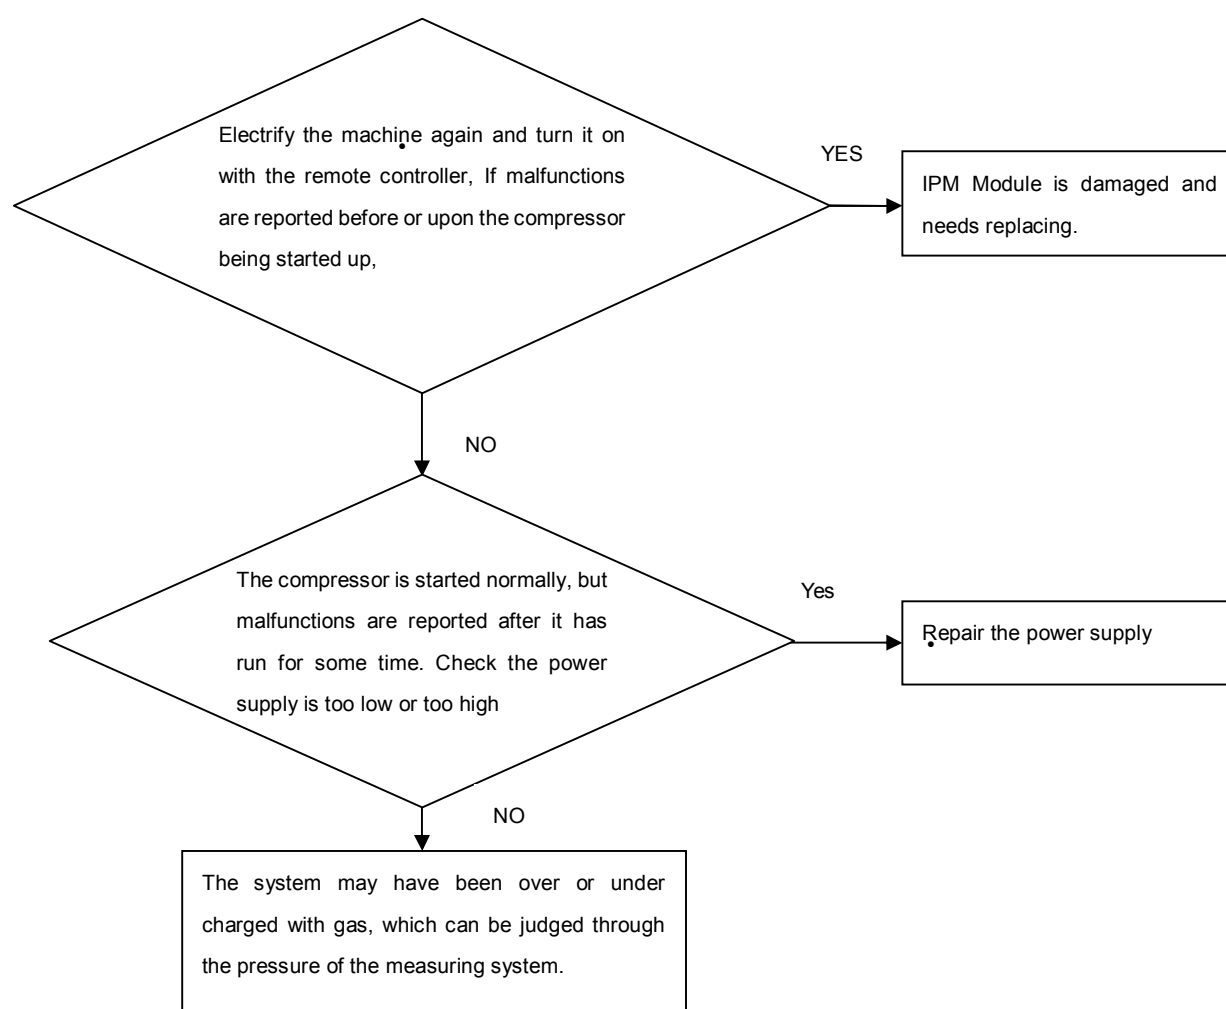 Electrify the machine again and turn it on
with the remote controller, If malfunctions
are reported before or upon the compressor
being started up,
YES
IPM Module is damaged and
needs replacing.
NO
The compressor is started normally, but
malfunctions are reported after it has
run for some time. Check the power
supply is too low or too high
Yes
Repair the power supply
NO
The system may have been over or under
charged with gas, which can be judged through
the pressure of the measuring system.